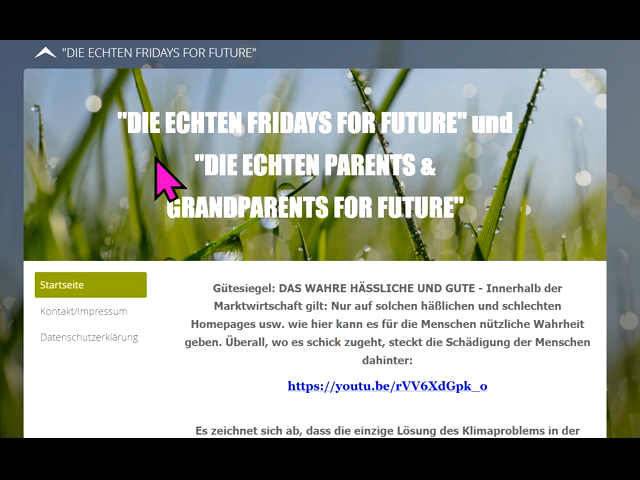 "DIE ECHTEN FRIDAYS FOR FUTURE"
"DIE ECHTEN FRIDAYS FOR FUTURE" und
"DIE ECHTEN PARENTS &
GRANDPARENTS FOR FUTURE"
Startseite
Kontakt/Impressum
Datenschutzerklärung
Gütesiegel: DAS WAHRE HÄSSLICHE UND GUTE - Innerhalb der
Marktwirtschaft gilt: Nur auf solchen häßlichen und schlechten
Homepages usw. wie hier kann es für die Menschen nützliche Wahrheit
geben. Überall, wo es schick zugeht, steckt die Schädigung der Menschen
dahinter:
https://youtu.be/rVV6XdGpk_o
Es zeichnet sich ab, dass die einzige Lösung des Klimaproblems in der